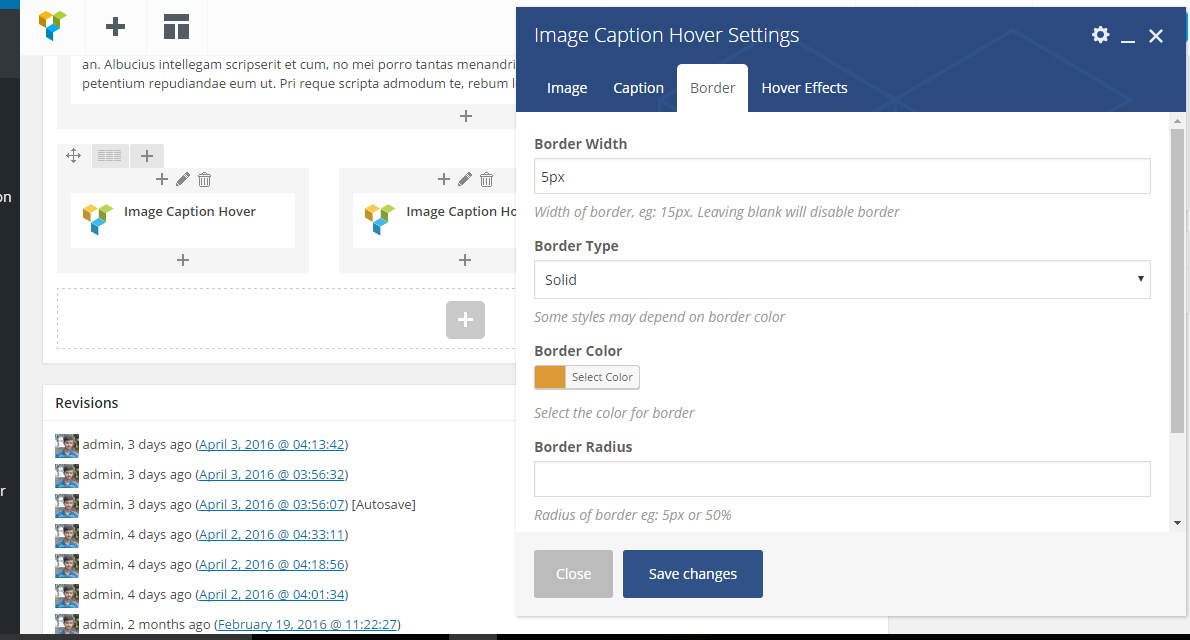 an. Albucius intellegam scripserit et cum, no mei porro tantas menandri
petentium repudiandae eum ut. Pri reque scripta admodum te, rebum
on
Image Caption Hover
Image Caption Ho
r
Revisions
admin, 3 days ago (April 3, 2016 @ 04:13:42)
admin, 3 days ago (April 3, 2016 @ 03:56:32)
admin, 3 days ago (April 3, 2016 @ 03:56:07) [Autosave]
admin, 4 days ago (April 2, 2016 @ 04:33:11)
admin, 4 days ago (April 2, 2016 @ 04:18:56)
admin, 4 days ago (April 2, 2016 @ 04:01:34)
admin, 2 months ago (February 19, 2016 @ 11:22:27)
Image Caption Hover Settings
Image Caption Border Hover Effects
Border Width
5px
Width of border, eg: 15px. Leaving blank will disable border
Border Type
Solid
Some styles may depend on border color
Border Color
Select Color
Select the color for border
Border Radius
Radius of border eg: 5px or 50%
Close Save changes